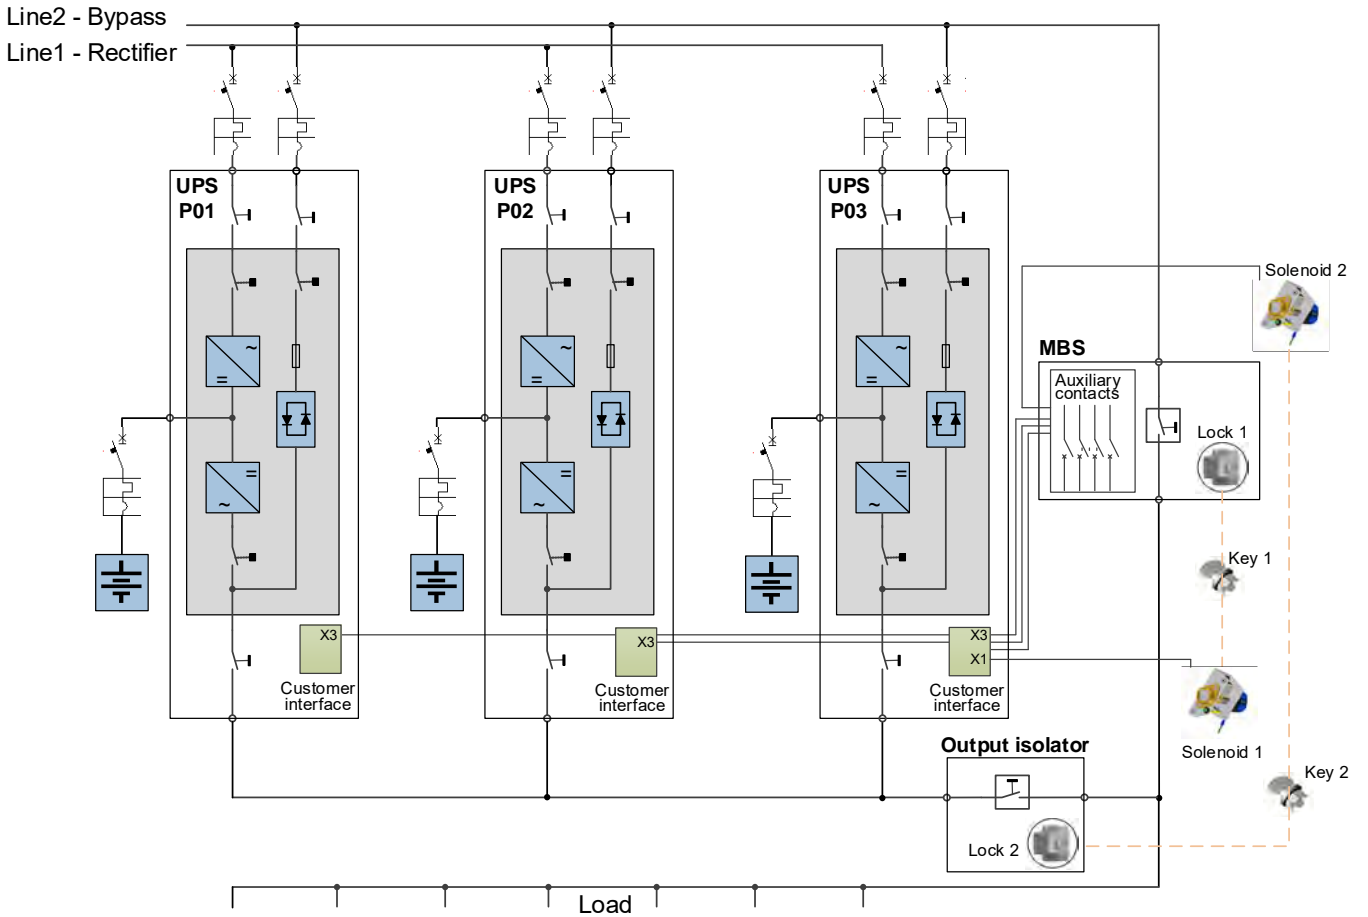 Line2 - Bypass
Line1 - Rectifier
UPS
P01
UPS
P02
UPS
P03
Solenoid 2
MBS
Auxiliary
contacts
Lock 1
Key 1
X3
X3
X3
X1
Customer
interface
Customer
interface
Customer
interface
Solenoid 1
Output isolator
Key 2
Lock 2
Load